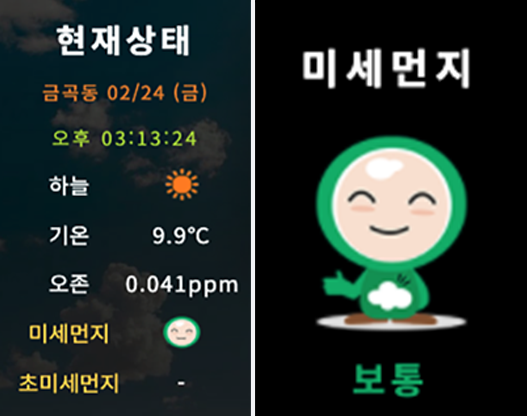 현재상태
금곡동 02/24 (금)
오후 03:13:24
하늘
기온 9.9℃
오존 0.041ppm
미세먼지
초미세먼지 -
미세먼지
보통